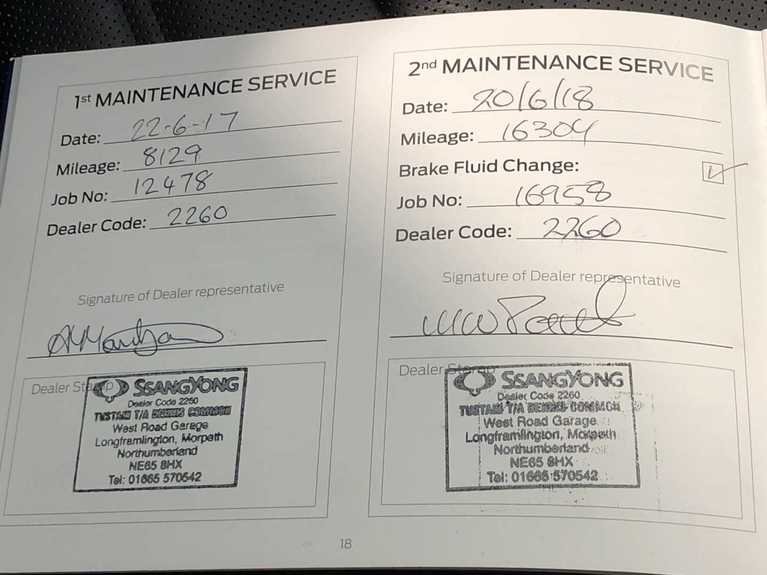 1st MAINTENANCE SERVICE
Date: 22-6-17
Mileage: 8129
Job No: 12478
Dealer Code: 2260
Signature of Dealer representative
Dealer Stamp
SSANGYONG
Dealer Code 2260
T/A
West Road Garage
Longframlington, Morpeth
Northumberland
NE65 8HX
Tel: 01665 570542
2nd MAINTENANCE SERVICE
Date: 20/6/18
Mileage: 16304
Brake Fluid Change:
Job No: 16958
Dealer Code: 2260
Signature of Dealer representative
Dealer Stamp
SSANGYONG
Dealer Code 2260
T/A
West Road Garage
Longframlington, Morpeth
Northumberland
NE65 8HX
Tel: 01665 570542
18